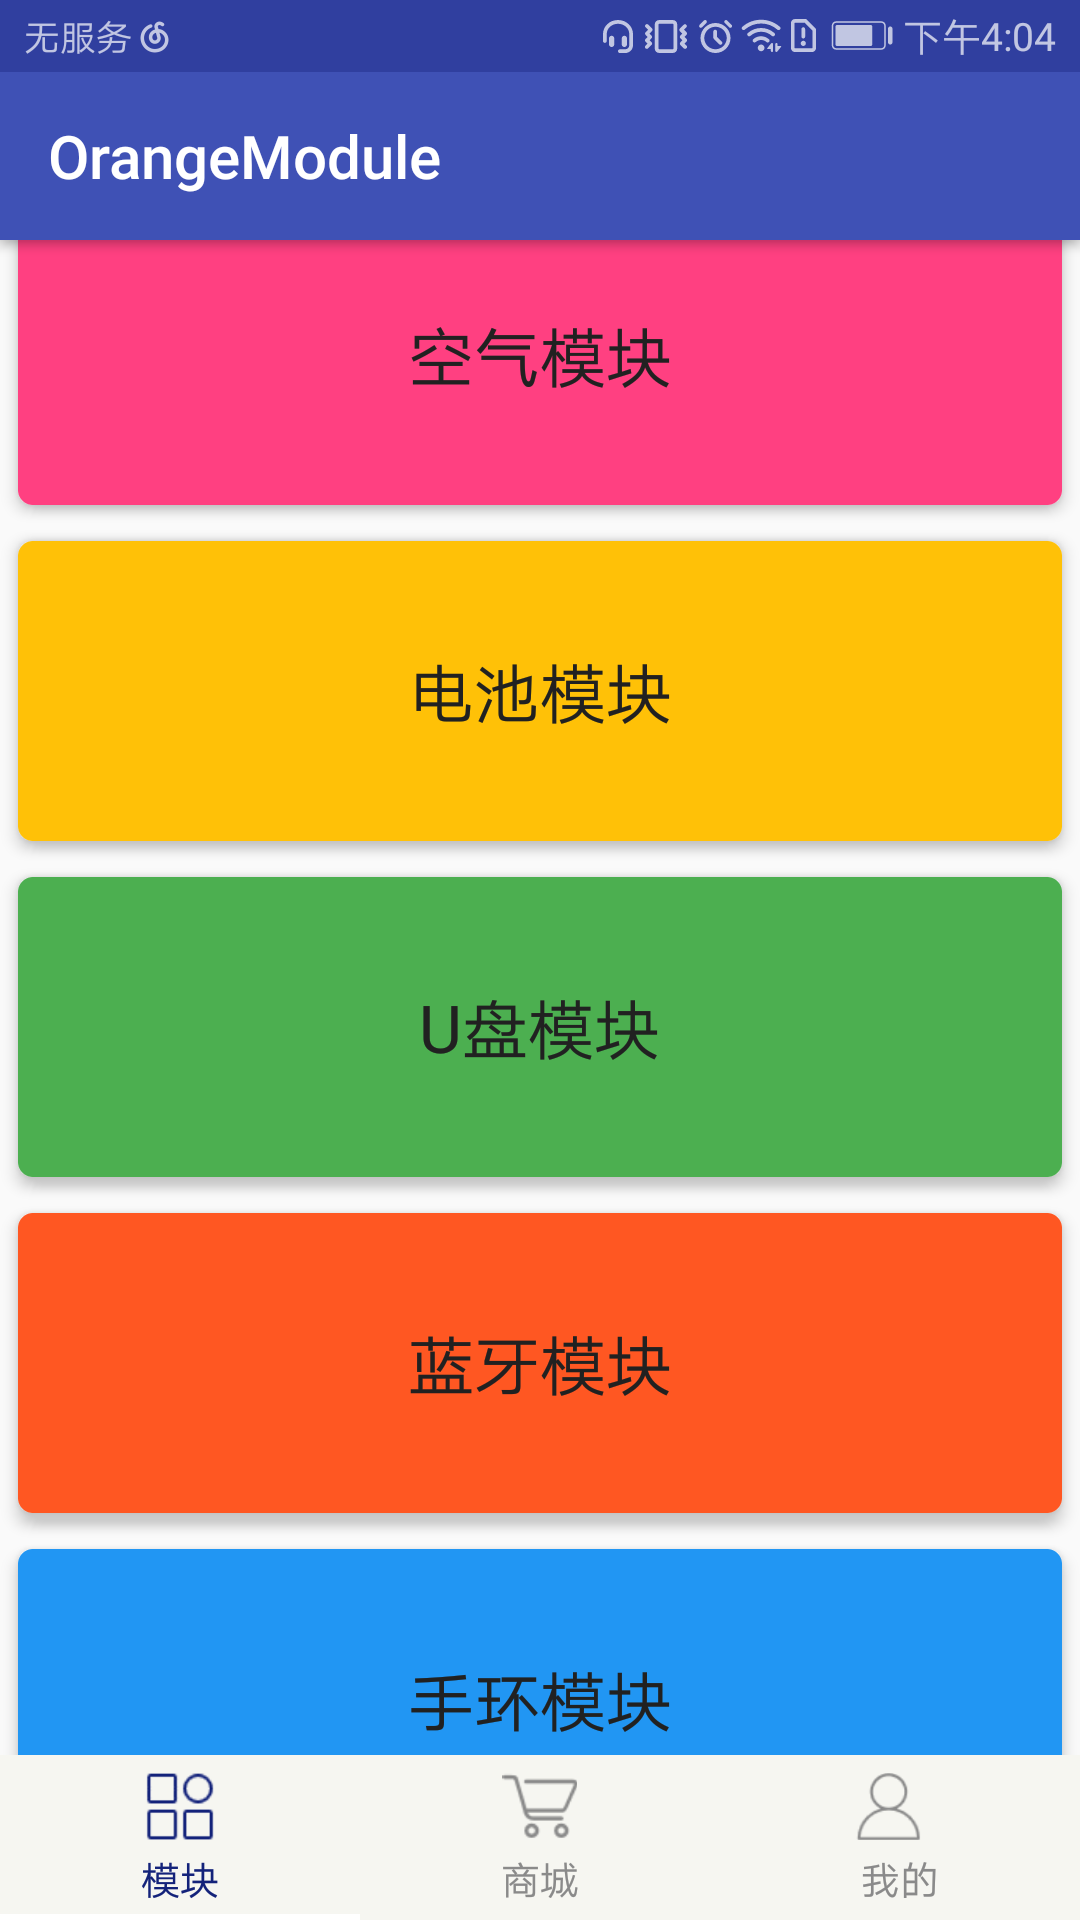 无服务 下午4:04
OrangeModule
空气模块
电池模块
U盘模块
蓝牙模块
手环模块
模块 商城 我的